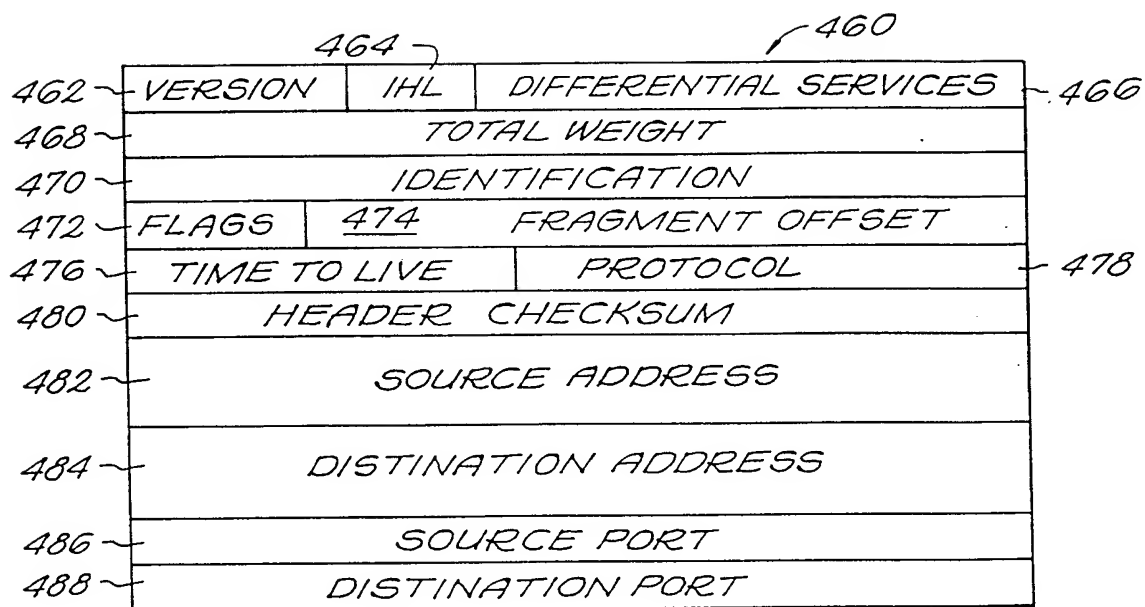 464 460
462 VERSION IHL DIFFERENTIAL SERVICES 466
468 TOTAL WEIGHT
470 IDENTIFICATION
472 FLAGS 474 FRAGMENT OFFSET
476 TIME TO LIVE PROTOCOL 478
480 HEADER CHECKSUM
482 SOURCE ADDRESS
484 DISTINATION ADDRESS
486 SOURCE PORT
488 DISTINATION PORT